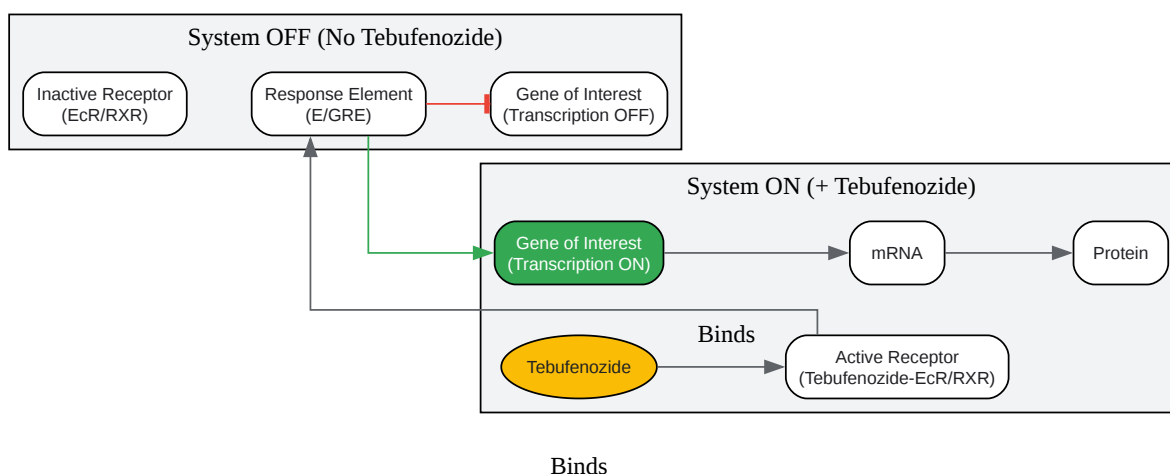 System OFF (No Tebufenozide)
Inactive Receptor
(EcR/RXR)
Response Element
(E/GRE)
Gene of Interest
(Transcription OFF)
System ON (+ Tebufenozide)
Gene of Interest
(Transcription ON)
mRNA
Protein
Tebufenozide
Binds
Active Receptor
(Tebufenozide-EcR/RXR)
Binds